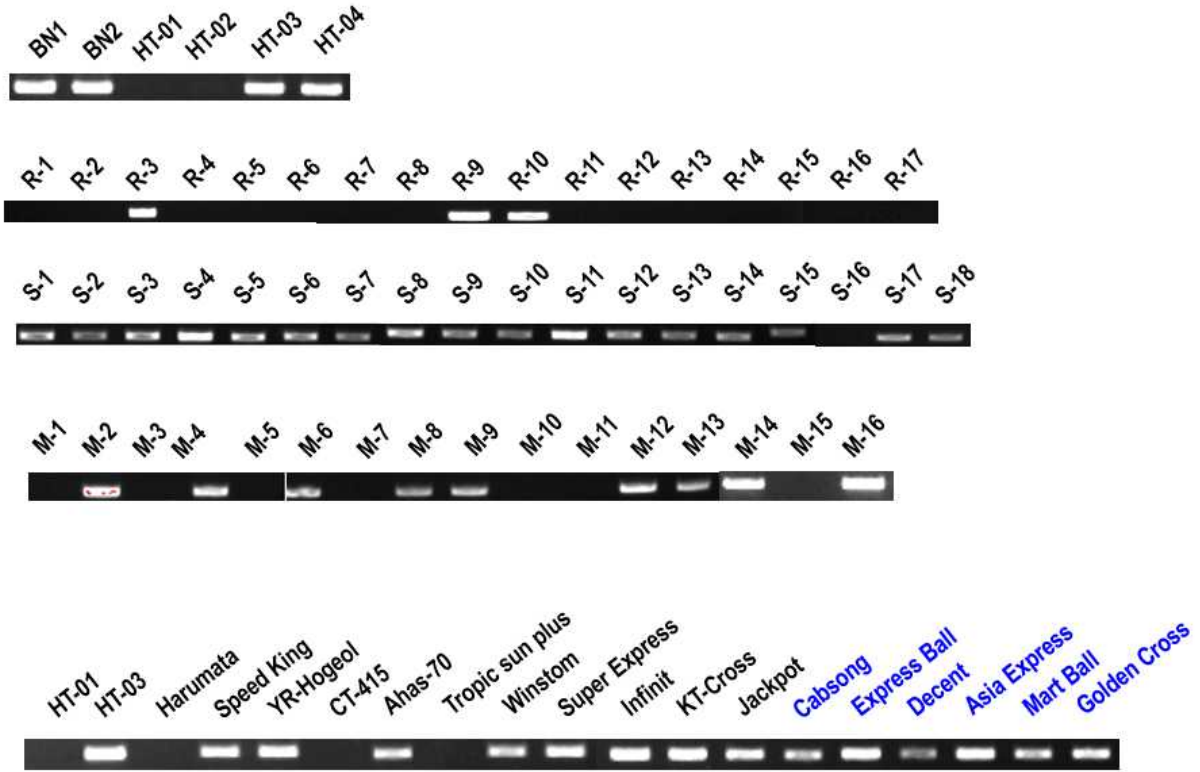 BN1 BN2 HT-01 HT-02 HT-03 HT-04
R-1 R-2 R-3 R-4 R-5 R-6 R-7 R-8 R-9 R-10 R-11 R-12 R-13 R-14 R-15 R-16 R-17
S-1 S-2 S-3 S-4 S-5 S-6 S-7 S-8 S-9 S-10 S-11 S-12 S-13 S-14 S-15 S-16 S-17 S-18
M-1 M-2 M-3 M-4 M-5 M-6 M-7 M-8 M-9 M-10 M-11 M-12 M-13 M-14 M-15 M-16
HT-01 HT-03 Harumata Speed King YR-Hogeol CT-415 Ahas-70 Tropic sun plus Winstom Super Express Infinit KT-Cross Jackpot Cabsong Express Ball Decent Asia Express Mart Ball Golden Cross